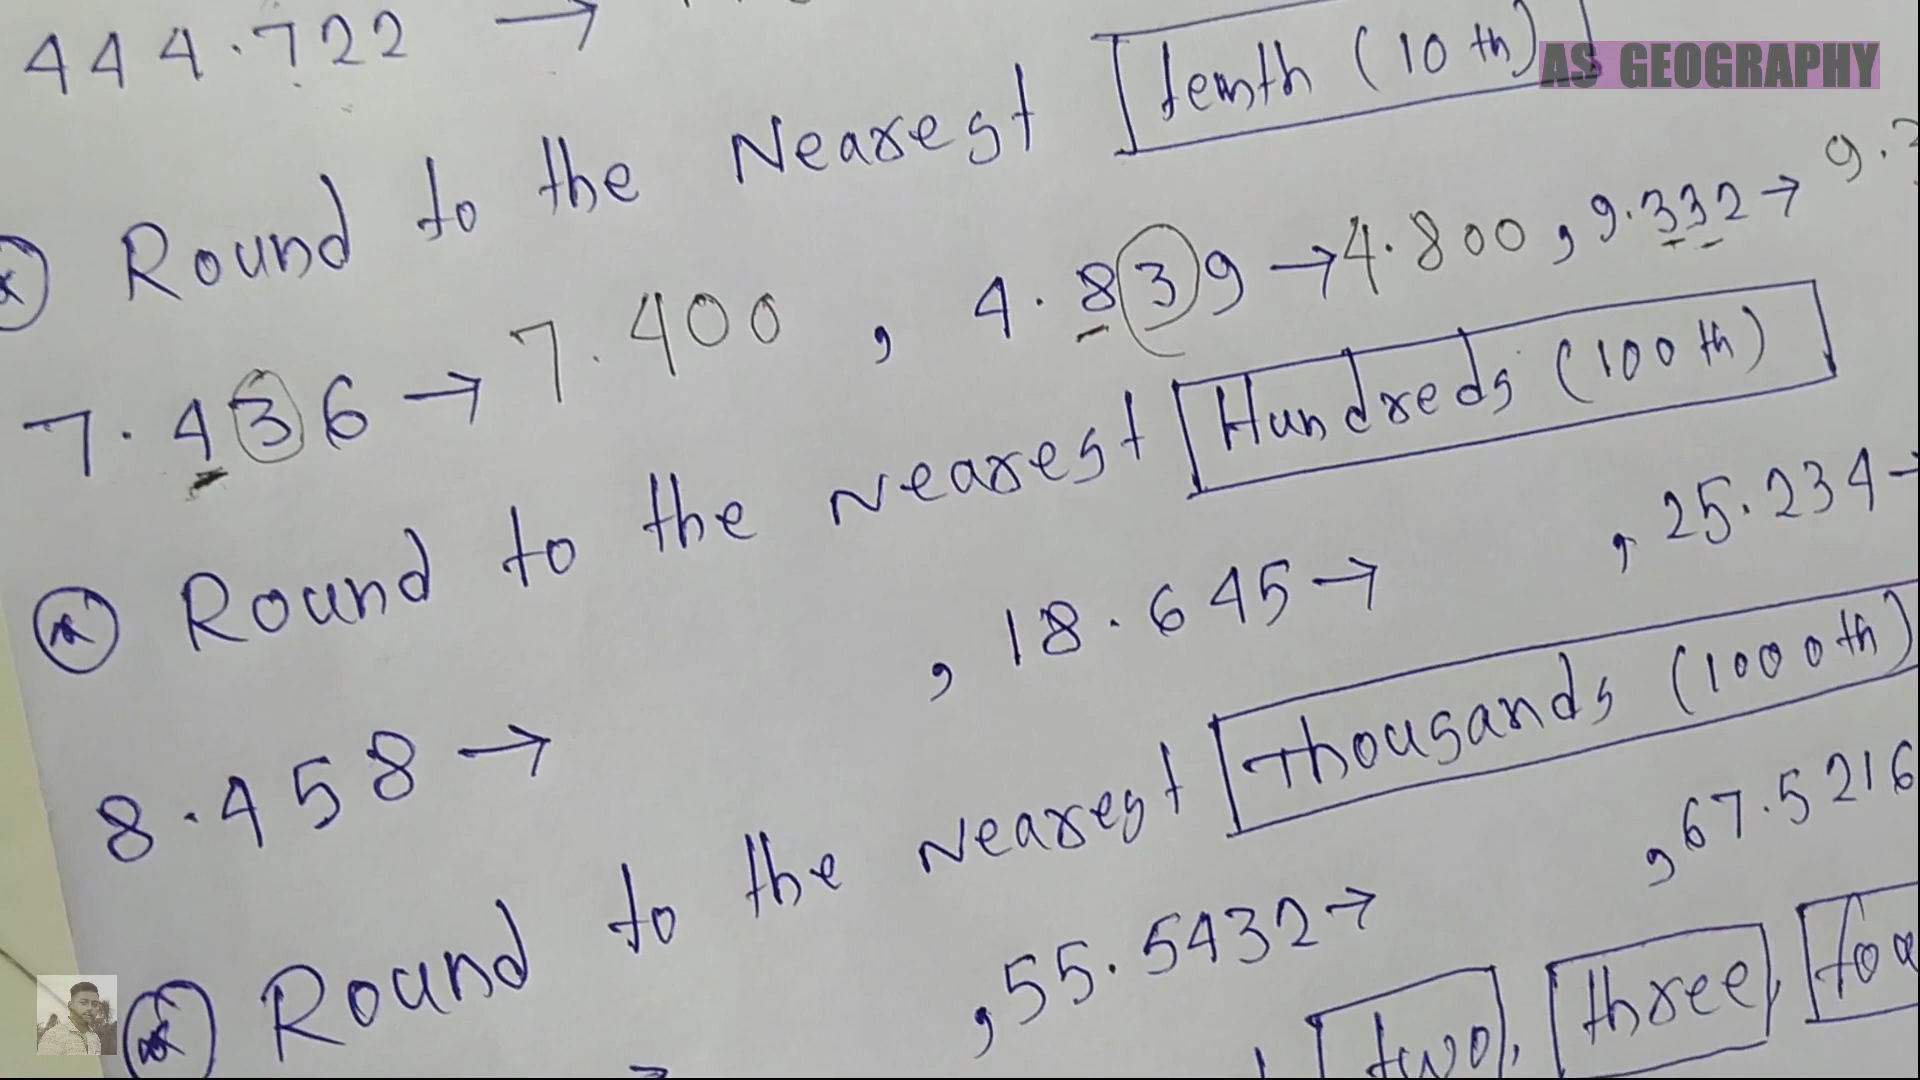 444.722 →
AS GEOGRAPHY
Round to the Nearest tenth (10 th)
7.436 → 7.400 , 4.839 → 4.800 , 9.332 → 9.
Round to the nearest Hundreds (100 th)
8.458 → , 18.645 → , 25.234 →
Round to the nearest Thousands (1000 th)
, 55.5432 → , 67.5216
two, three, fou